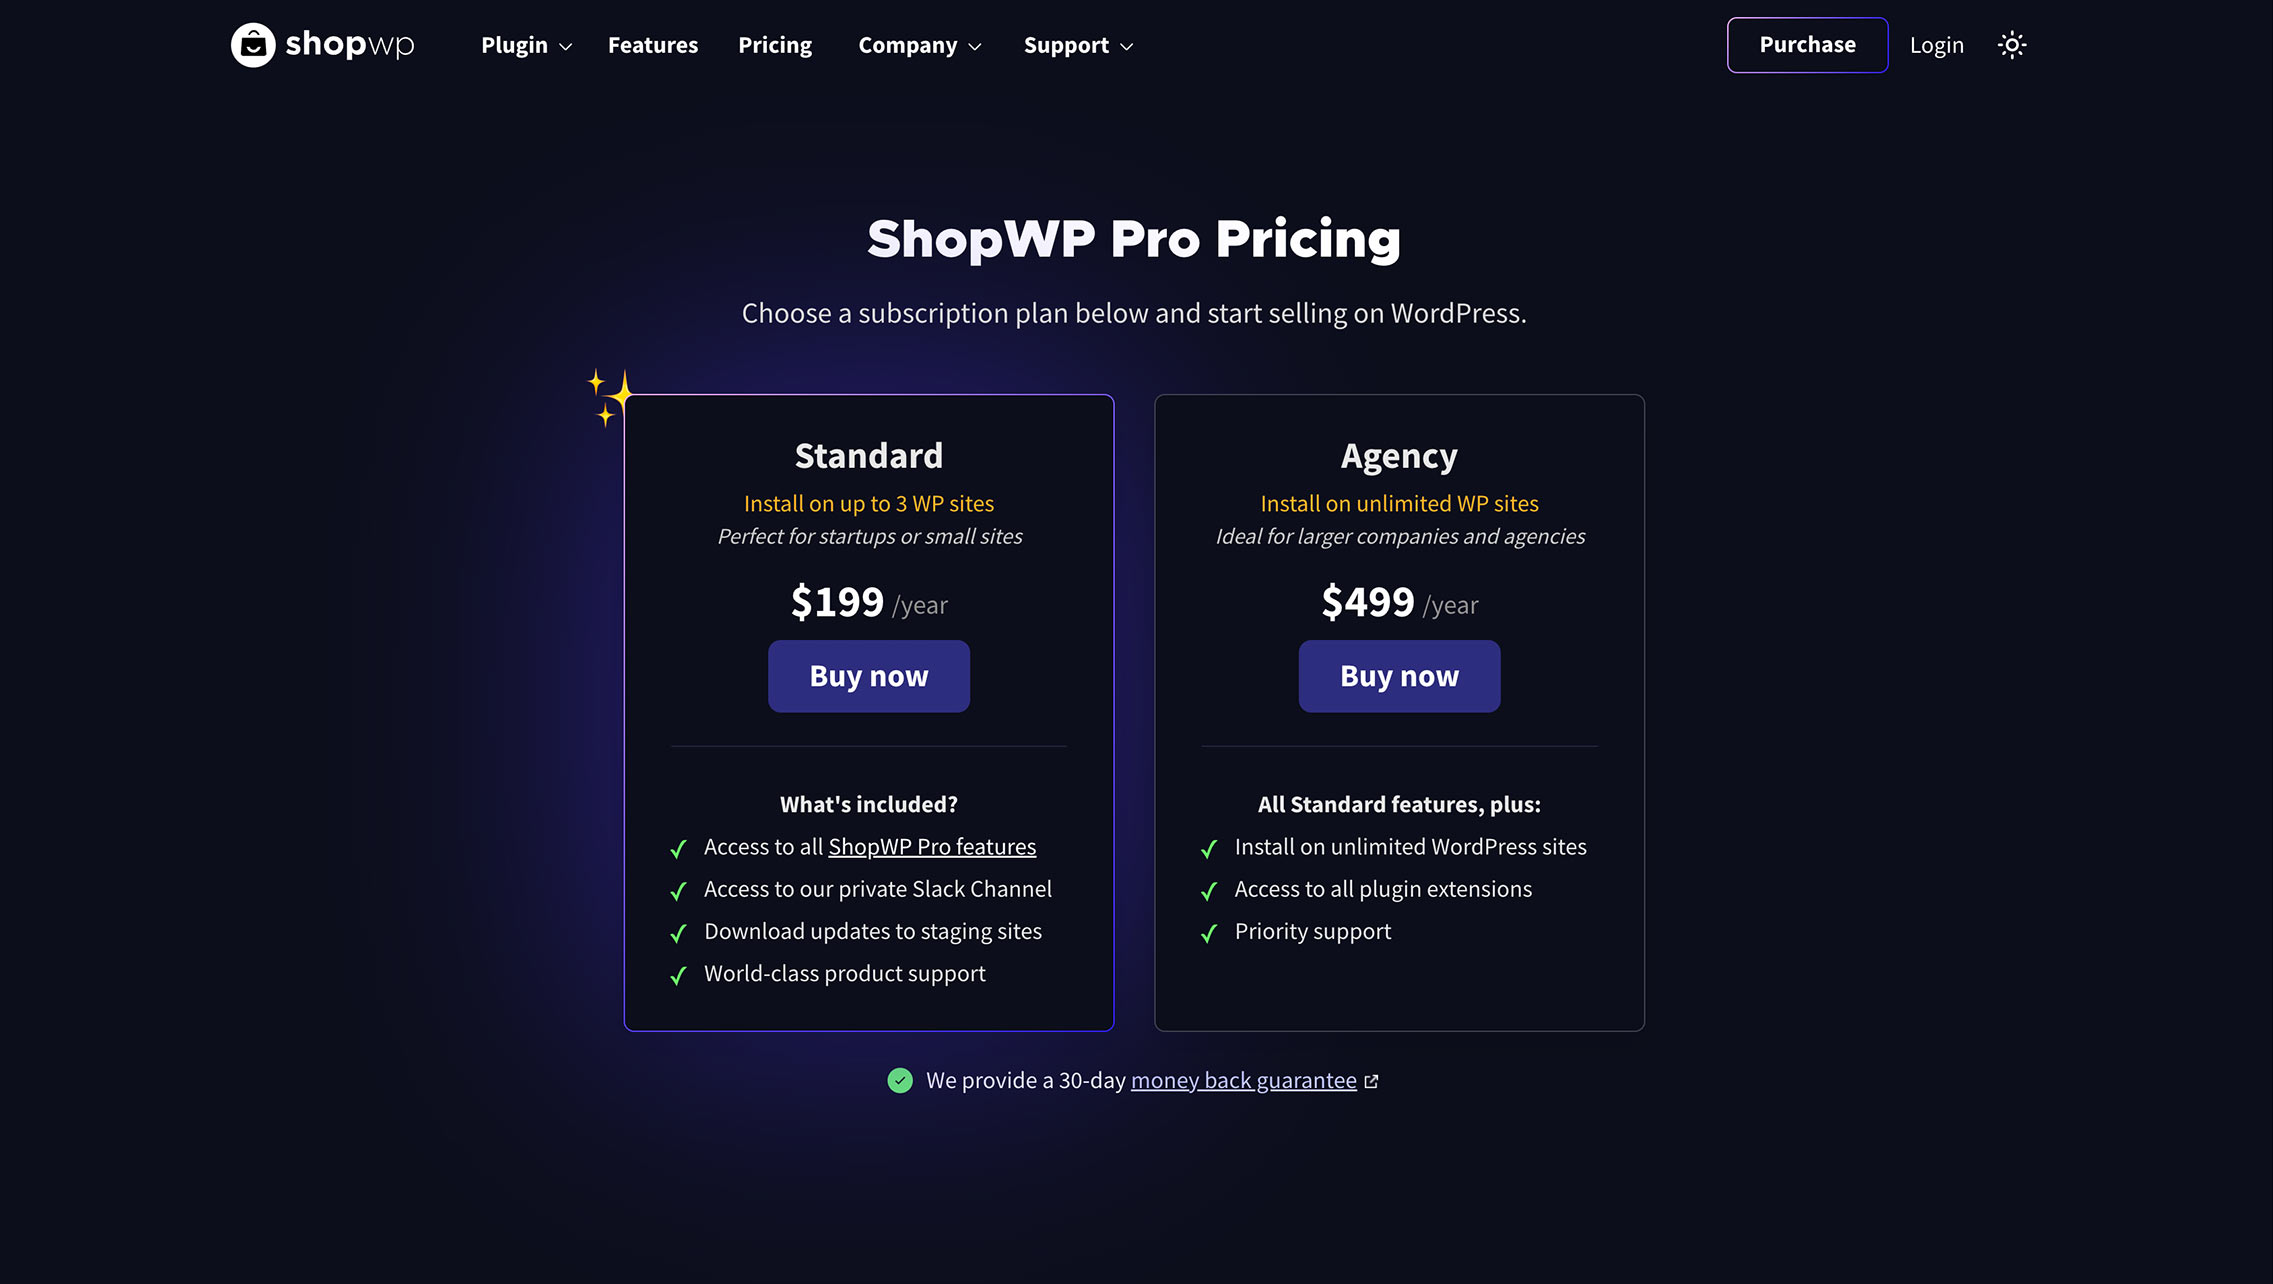 shopwp
Plugin
Features
Pricing
Company
Support
Purchase
Login
ShopWP Pro Pricing
Choose a subscription plan below and start selling on WordPress.
Standard
Install on up to 3 WP sites
Perfect for startups or small sites
$199 /year
Buy now
What's included?
Access to all ShopWP Pro features
Access to our private Slack Channel
Download updates to staging sites
World-class product support
Agency
Install on unlimited WP sites
Ideal for larger companies and agencies
$499 /year
Buy now
All Standard features, plus:
Install on unlimited WordPress sites
Access to all plugin extensions
Priority support
We provide a 30-day money back guarantee